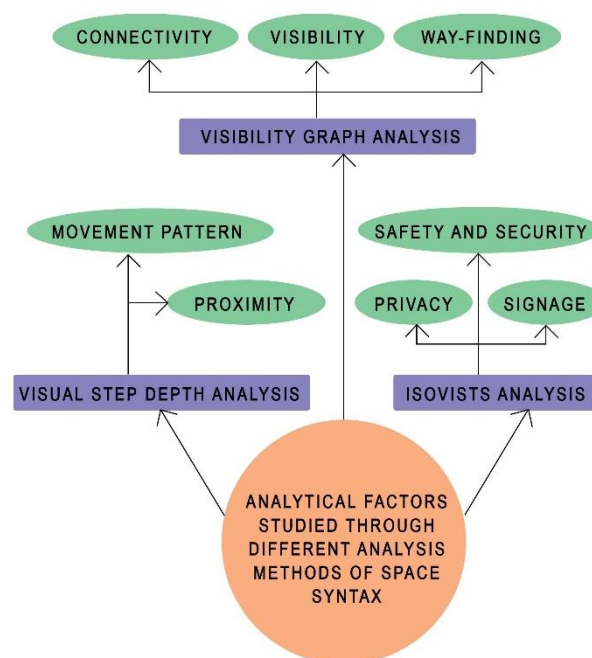 CONNECTIVITY
VISIBILITY
WAY-FINDING
VISIBILITY GRAPH ANALYSIS
MOVEMENT PATTERN
PROXIMITY
VISUAL STEP DEPTH ANALYSIS
SAFETY AND SECURITY
PRIVACY
SIGNAGE
ISOVISTS ANALYSIS
ANALYTICAL FACTORS
STUDIED THROUGH
DIFFERENT ANALYSIS
METHODS OF SPACE
SYNTAX